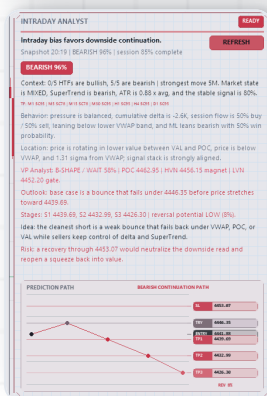 INTRADAY ANALYST
READY
Intraday bias favors downside continuation.
REFRESH
Snapshot 20:19 | BEARISH 96% | session 85% complete
BEARISH 96%
Context: 0/5 HTFs are bullish, 5/5 are bearish | strongest move 5M. Market state
is MIXED, SuperTrend is bearish, ATR is 0.88 x avg, and the stable signal is 80%.
Behavior: pressure is balanced, cumulative delta is -2.6K, session flow is 50% buy
/ 50% sell, leaning below lower VWAP band, and ML leans bearish with 50% win
probability.
Location: price is rotating in lower value between VAL and POC, price is below
VWAP, and 1.31 sigma from VWAP; signal stack is strongly aligned.
VP Analyst: B-SHAPE / WAIT 58% | POC 4462.95 | HVN 4456.15 magnet | LVN
4452.20 gate.
Outlook: base case is a bounce that fails under 4446.35 before price stretches
toward 4439.69.
Stages: S1 4439.69, S2 4432.99, S3 4426.30 | reversal potential LOW (8%).
Idea: the cleanest short is a weak bounce that fails back under VWAP, POC, or
VAL while sellers keep control of delta and SuperTrend.
Risk: a recovery through 4453.07 would neutralize the downside read and
reopen a squeeze back into value.
PREDICTION PATH
BEARISH CONTINUATION PATH
SL 4453.07
4446.35
ENTRY
TP1 4439.69
TP2 4432.99
TP3 4426.30